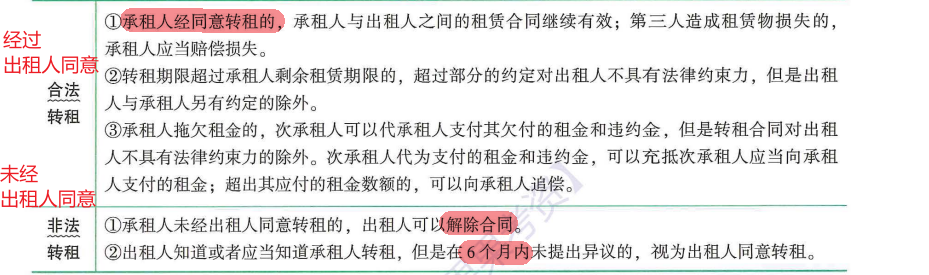 经过
出租人同意
合法
转租
①承租人经同意转租的，承租人与出租人之间的租赁合同继续有效；第三人造成租赁物损失的，
承租人应当赔偿损失。
②转租期限超过承租人剩余租赁期限的，超过部分的约定对出租人不具有法律约束力，但是出租
人与承租人另有约定的除外。
③承租人拖欠租金的，次承租人可以代承租人支付其欠付的租金和违约金，但是转租合同对出租
人不具有法律约束力的除外。次承租人代为支付的租金和违约金，可以充抵次承租人应当向承租
人支付的租金；超出其应付的租金数额的，可以向承租人追偿。
未经
出租人同意
非法
转租
①承租人未经出租人同意转租的，出租人可以解除合同。
②出租人知道或者应当知道承租人转租，但是在6个月内未提出异议的，视为出租人同意转租。